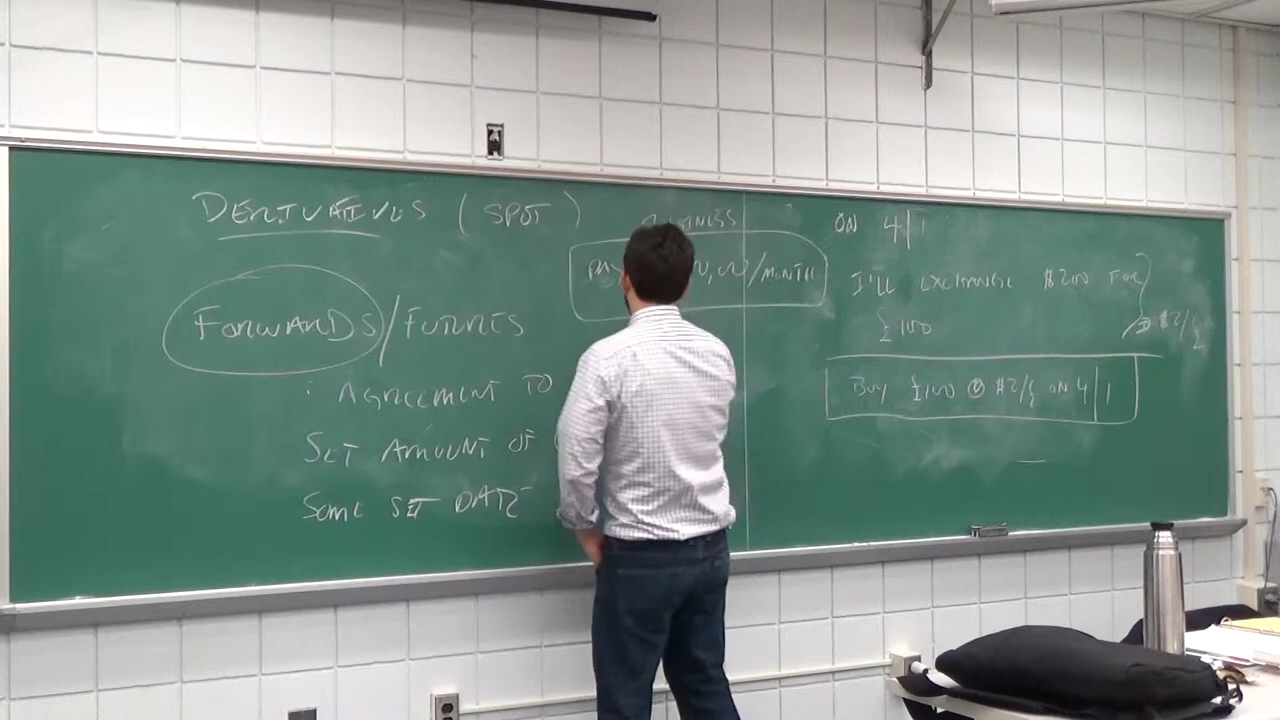 DERIVATIVES (SPOT)
FORWARDS/FUTURES
: AGREEMENT TO
SET AMOUNT OF
SOME SET DATE
/MONTH
ON 4/1
I'LL EXCHANGE $200 FOR
£100
@ $2/£
BUY £100 @ $2/£ ON 4/1